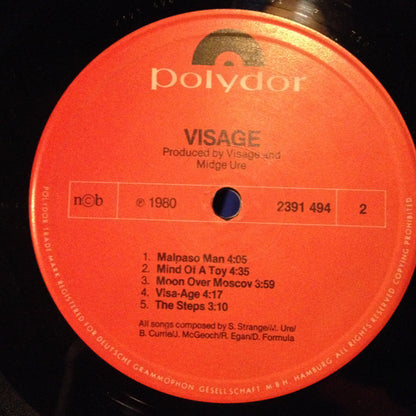 polydor
VISAGE
Produced by Visage and
Midge Ure
n©b
℗ 1980
2391 494
2
1. Malpaso Man 4:05
2. Mind Of A Toy 4:35
3. Moon Over Moscov 3:59
4. Visa-Age 4:17
5. The Steps 3:10
All songs composed by S. Strange/M. Ure/
B. Currie/J. McGeoch/R. Egan/D. Formula
POLYDOR TRADE MARK REGISTERED FOR DEUTSCHE GRAMMOPHON GESELLSCHAFT M.B.H. HAMBURG ALL RIGHTS RESERVED. COPYING PROHIBITED